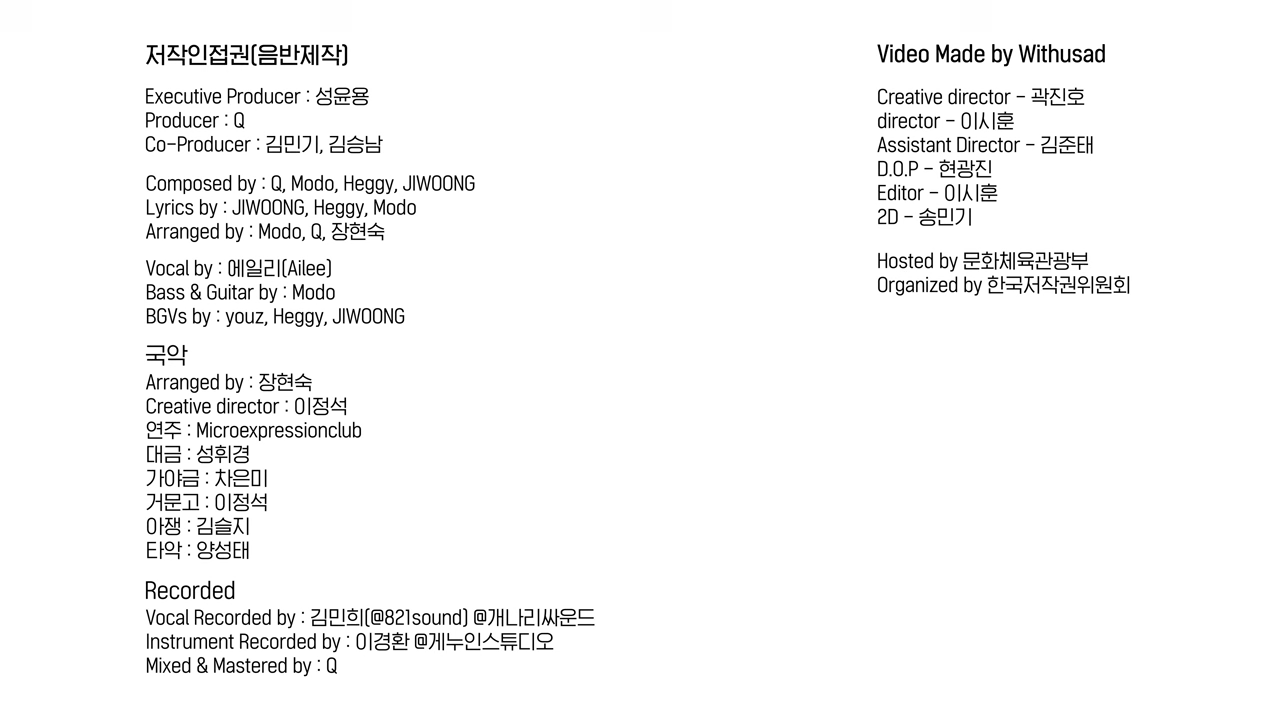 저작인접권(음반제작)
Executive Producer : 성윤용
Producer : Q
Co-Producer : 김민기, 김승남
Composed by : Q, Modo, Heggy, JIWOONG
Lyrics by : JIWOONG, Heggy, Modo
Arranged by : Modo, Q, 장현숙
Vocal by : 에일리(Ailee)
Bass & Guitar by : Modo
BGVs by : youz, Heggy, JIWOONG
국악
Arranged by : 장현숙
Creative director : 이정석
연주 : Microexpressionclub
대금 : 성휘경
가야금 : 차은미
거문고 : 이정석
아쟁 : 김슬지
타악 : 양성태
Recorded
Vocal Recorded by : 김민희(@821sound) @개나리싸운드
Instrument Recorded by : 이경환 @게누인스튜디오
Mixed & Mastered by : Q
Video Made by Withusad
Creative director - 곽진호
director - 이시훈
Assistant Director - 김준태
D.O.P - 현광진
Editor - 이시훈
2D - 송민기
Hosted by 문화체육관광부
Organized by 한국저작권위원회